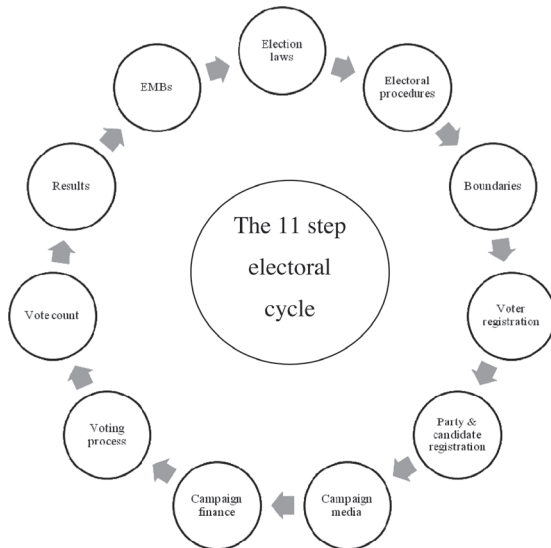 Election
laws
Electoral
procedures
Boundaries
Voter
registration
Party &
candidate
registration
Campaign
media
Campaign
finance
Voting
process
Vote count
Results
EMBs
The 11 step
electoral
cycle